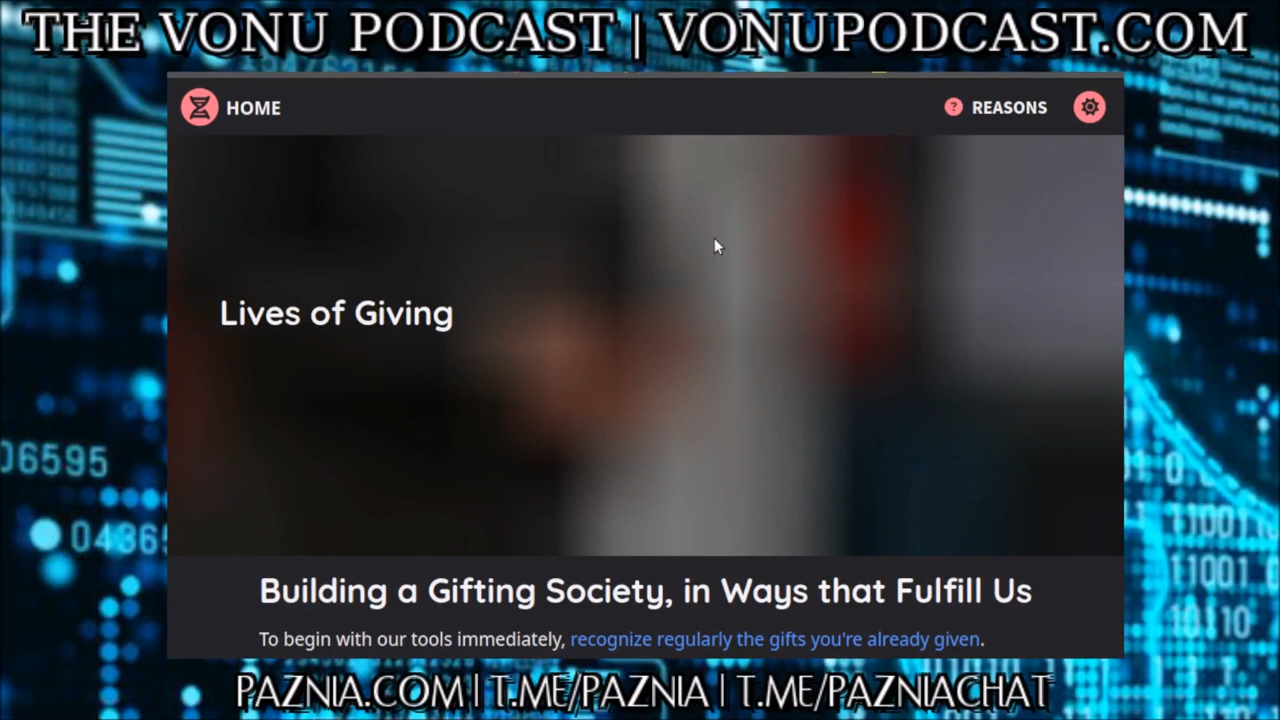 THE VONU PODCAST | VONUPODCAST.COM
HOME
? REASONS
Lives of Giving
Building a Gifting Society, in Ways that Fulfill Us
To begin with our tools immediately, recognize regularly the gifts you're already given.
06595
10110
PAZNIA.COM | T.ME/PAZNIA | T.ME/PAZNIACHAT